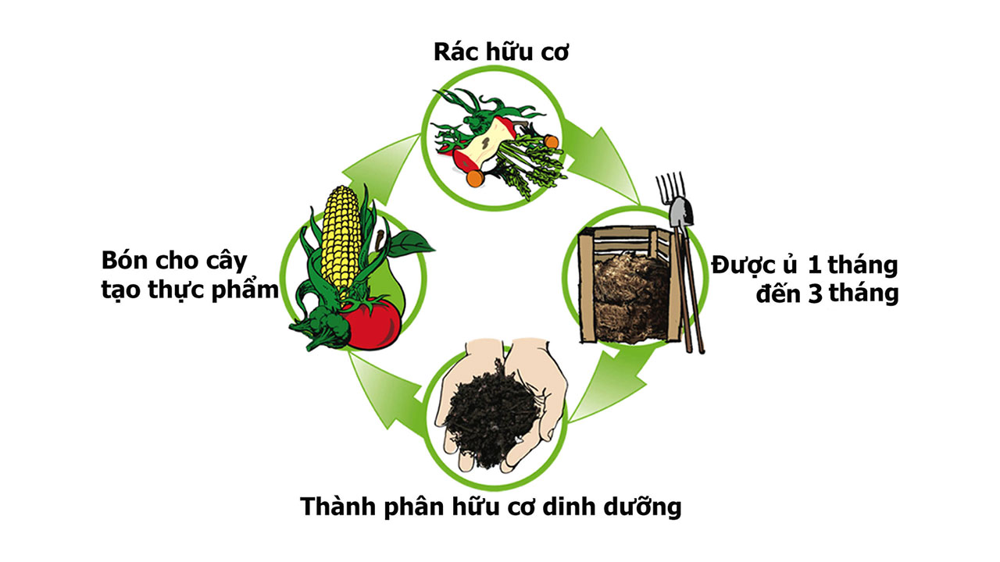 Rác hữu cơ
Được ủ 1 tháng
đến 3 tháng
Thành phân hữu cơ dinh dưỡng
Bón cho cây
tạo thực phẩm